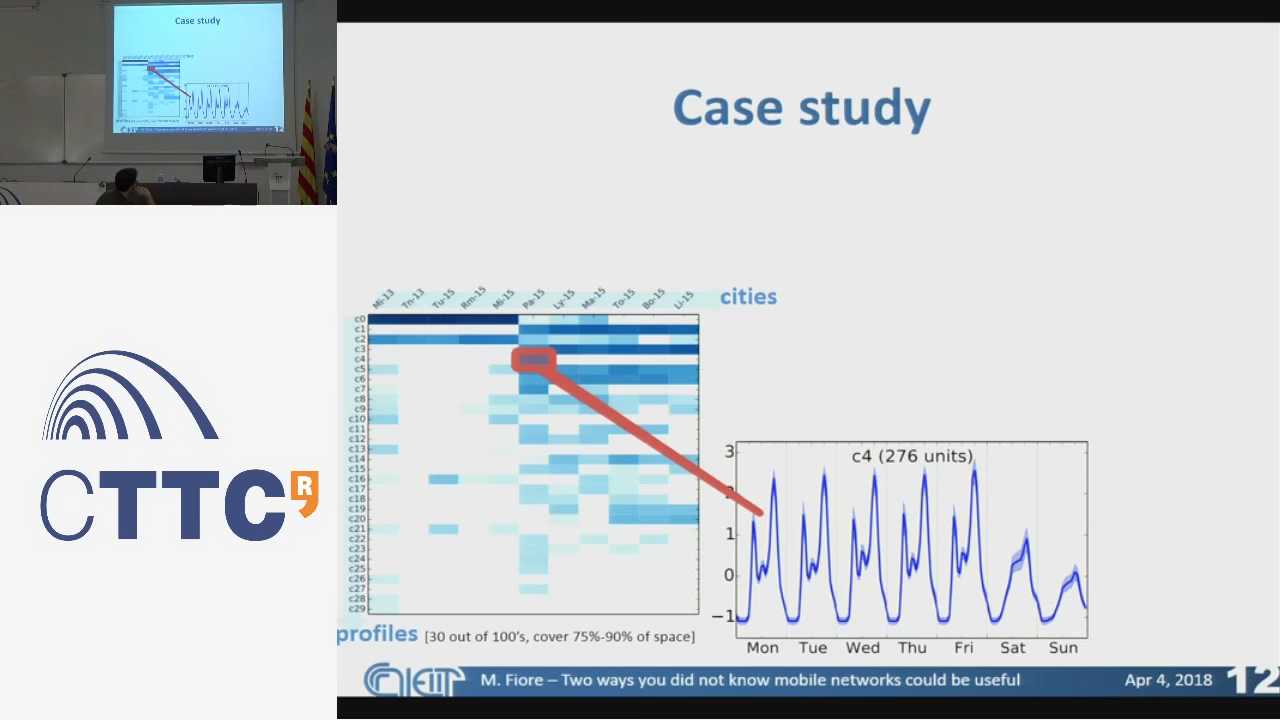 Case study
Case study
Mi-13 Tn-13 Tu-15 Rm-15 Mi-15 Pa-15 Ly-15 Ma-15 To-15 Bo-15 Li-15 cities
c0
c1
c2
c3
c4
c5
c6
c7
c8
c9
c10
c11
c12
c13
c14
c15
c16
c17
c18
c19
c20
c21
c22
c23
c24
c25
c26
c27
c28
c29
profiles [30 out of 100's, cover 75%-90% of space]
c4 (276 units)
3
2
1
0
−1
Mon Tue Wed Thu Fri Sat Sun
CTTC R
M. Fiore – Two ways you did not know mobile networks could be useful Apr 4, 2018 12